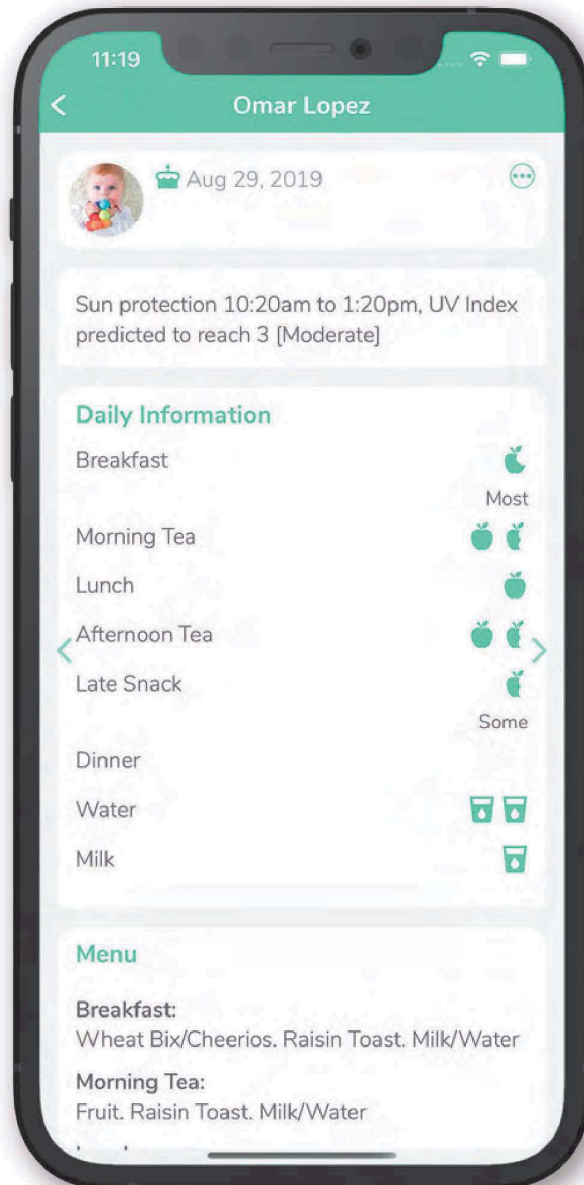 11:19
Omar Lopez
Aug 29, 2019
Sun protection 10:20am to 1:20pm, UV Index
predicted to reach 3 [Moderate]
Daily Information
Breakfast
Most
Morning Tea
Lunch
Afternoon Tea
Late Snack
Some
Dinner
Water
Milk
Menu
Breakfast:
Wheat Bix/Cheerios. Raisin Toast. Milk/Water
Morning Tea:
Fruit. Raisin Toast. Milk/Water